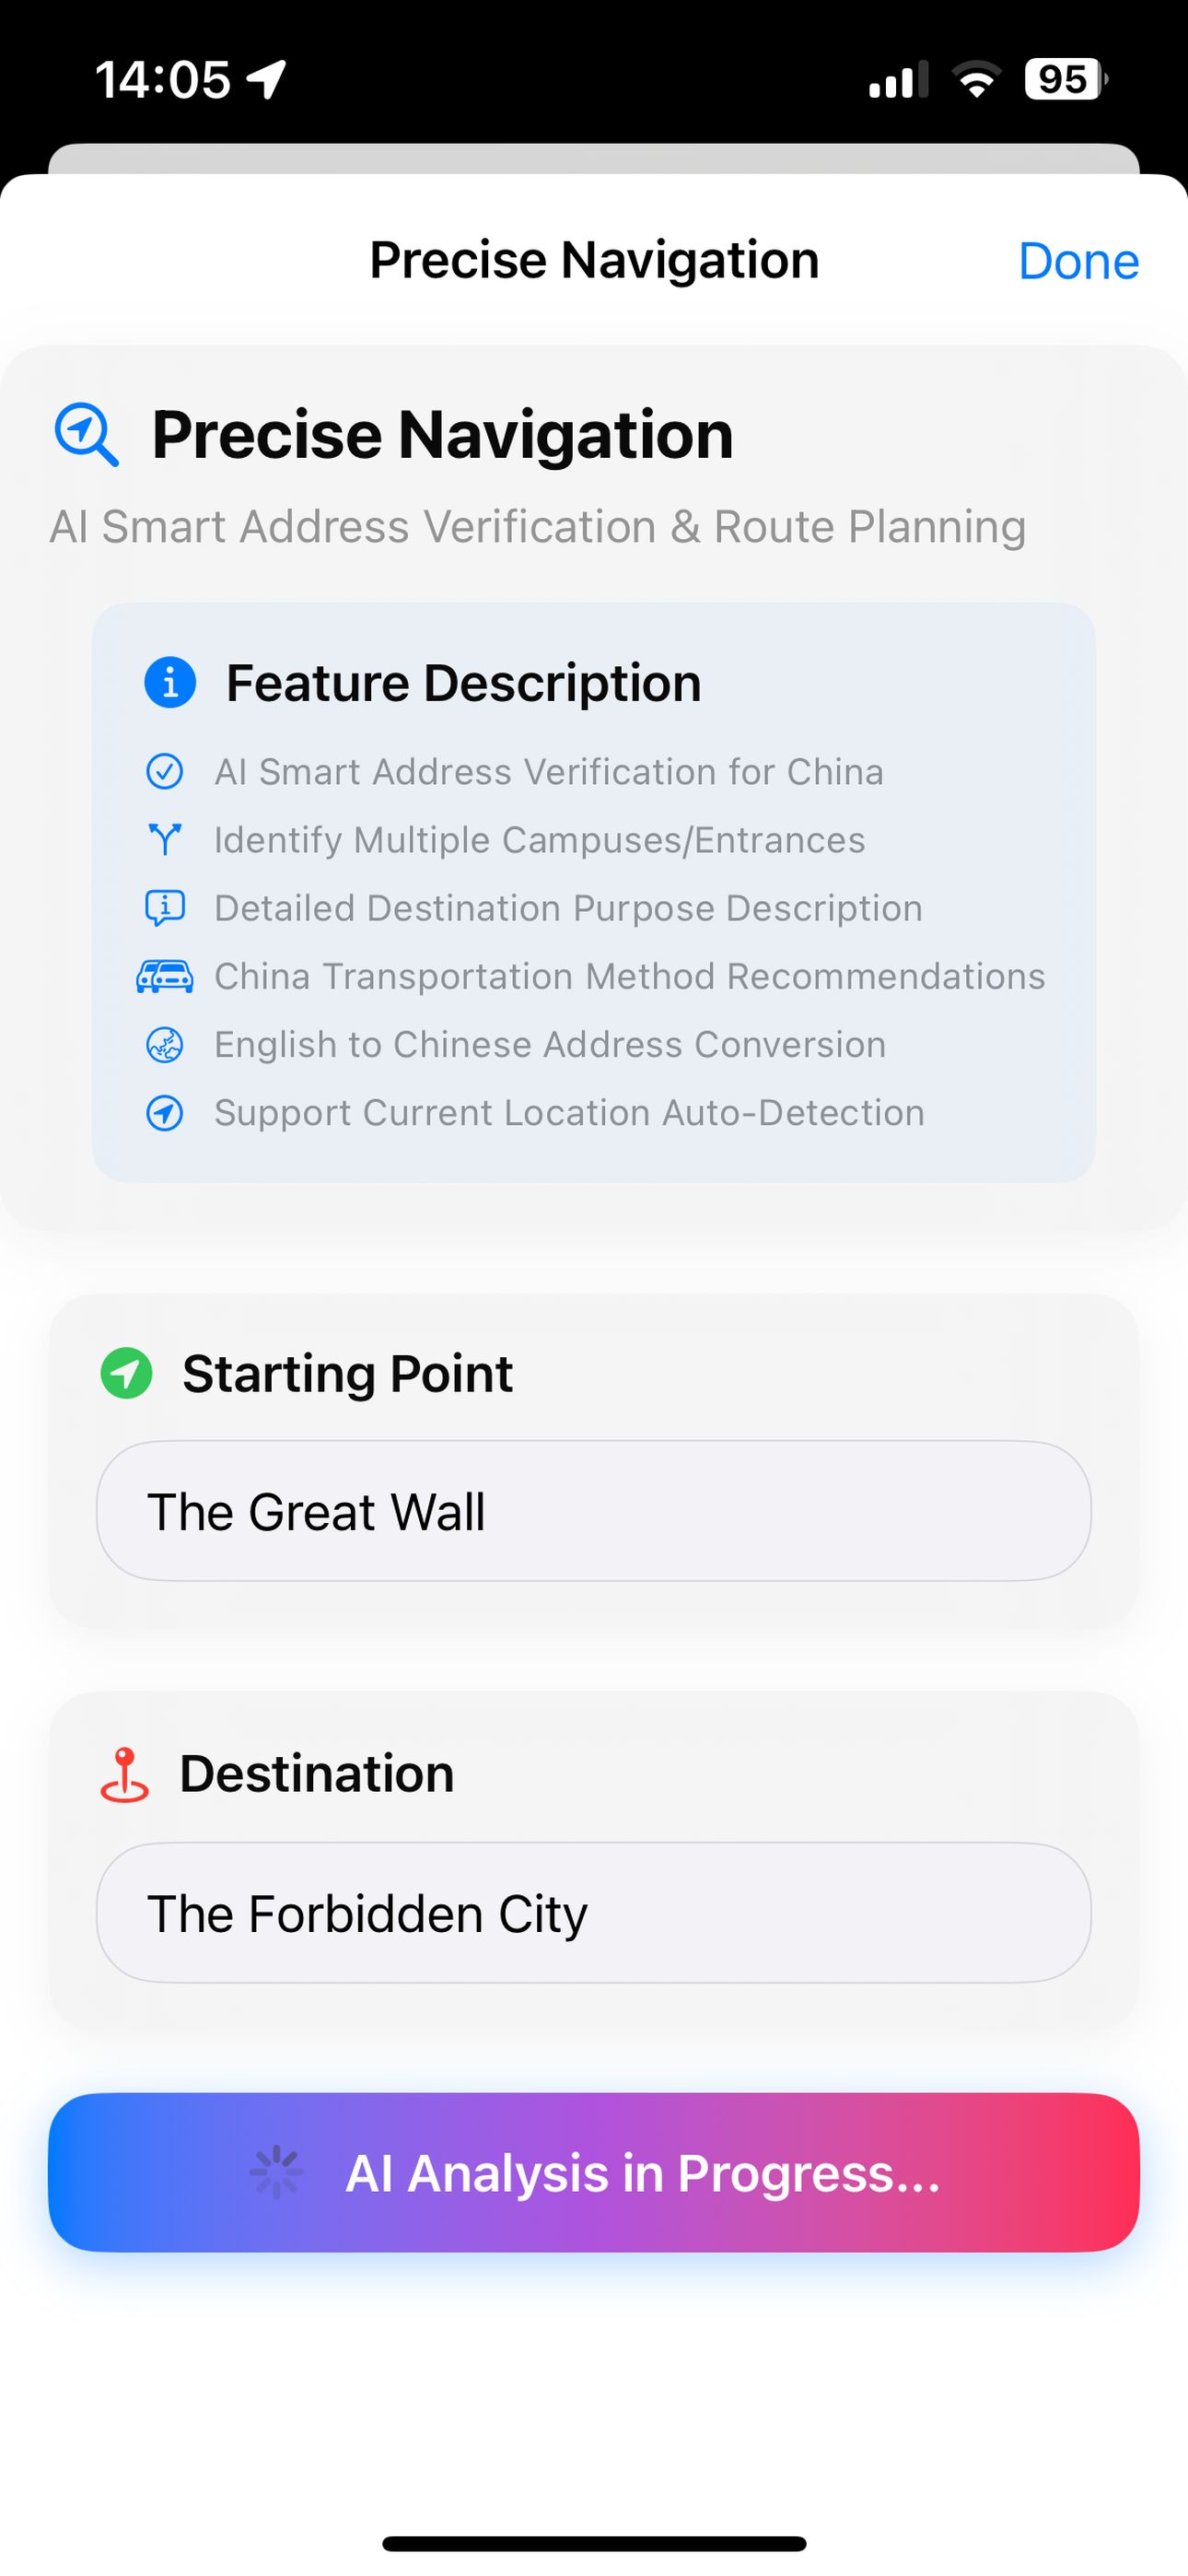 14:05
95
Precise Navigation
Done
Precise Navigation
AI Smart Address Verification & Route Planning
Feature Description
AI Smart Address Verification for China
Identify Multiple Campuses/Entrances
Detailed Destination Purpose Description
China Transportation Method Recommendations
English to Chinese Address Conversion
Support Current Location Auto-Detection
Starting Point
The Great Wall
Destination
The Forbidden City
AI Analysis in Progress...